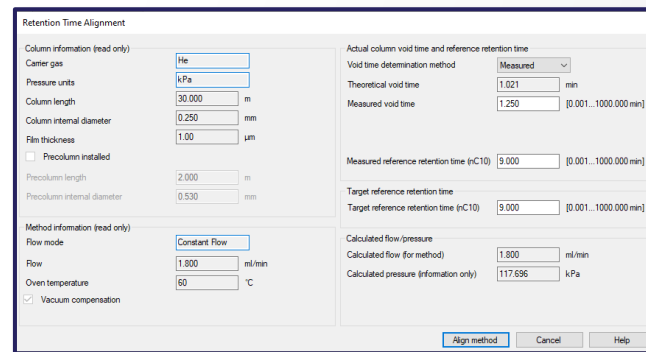 Retention Time Alignment
Column information (read only)
Carrier gas He
Pressure units kPa
Column length 30.000 m
Column internal diameter 0.250 mm
Film thickness 1.00 µm
Precolumn installed
Precolumn length 2.000 m
Precolumn internal diameter 0.530 mm
Method information (read only)
Flow mode Constant Flow
Flow 1.800 ml/min
Oven temperature 60 °C
Vacuum compensation
Actual column void time and reference retention time
Void time determination method Measured
Theoretical void time 1.021 min
Measured void time 1.250 [0.001...1000.000 min]
Measured reference retention time (nC10) 9.000 [0.001...1000.000 min]
Target reference retention time
Target reference retention time (nC10) 9.000 [0.001...1000.000 min]
Calculated flow/pressure
Calculated flow (for method) 1.800 ml/min
Calculated pressure (information only) 117.696 kPa
Align method Cancel Help